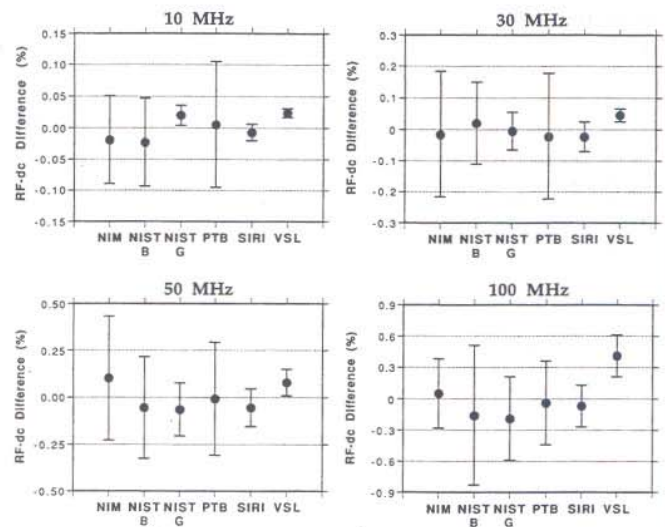 10 MHz
RF-dc Difference (%)
0.15
0.10
0.05
0.00
-0.05
-0.10
-0.15
NIM NIST PTB NIST SIRI VSL
B G
30 MHz
RF-dc Difference (%)
0.3
0.2
0.1
0
-0.1
-0.2
-0.3
NIM NIST NIST PTB SIRI VSL
B G
50 MHz
RF-dc Difference (%)
0.50
0.25
0.00
-0.25
-0.50
NIM NIST NIST PTB SIRI VSL
B G
100 MHz
RF-dc Difference (%)
0.9
0.6
0.3
0
-0.3
-0.6
-0.9
NIM NIST NIST PTB SIRI VSL
B G